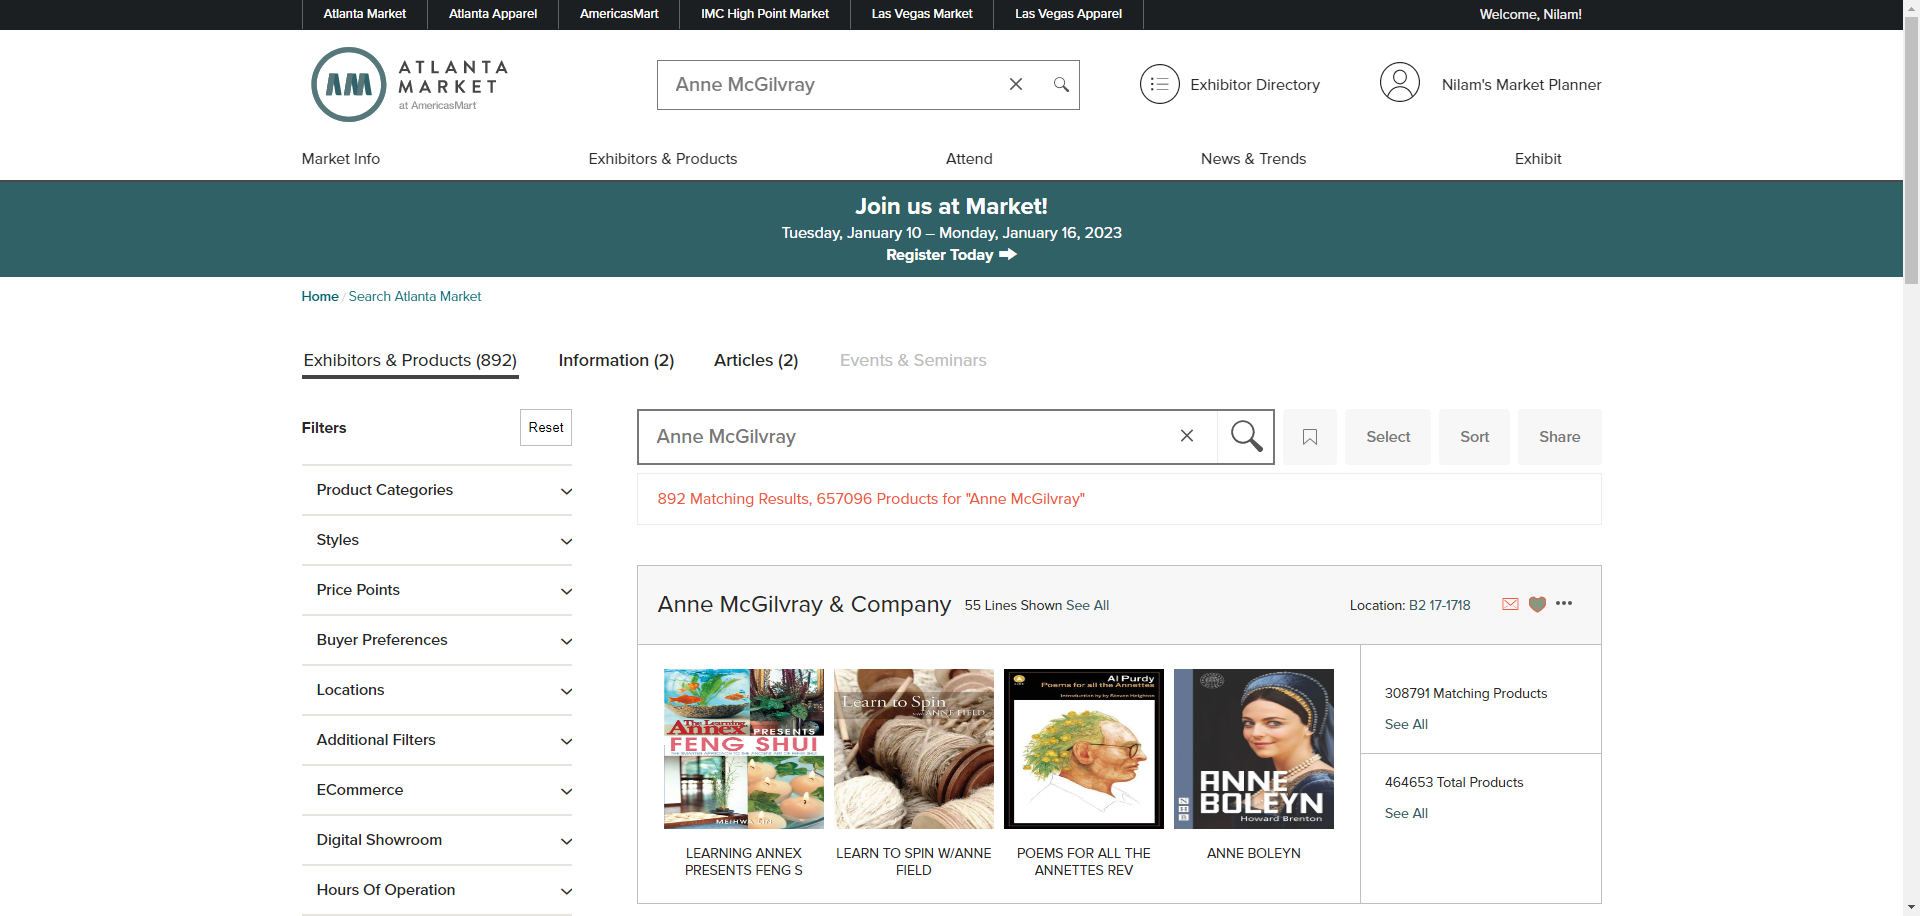 Atlanta Market
Atlanta Apparel
AmericasMart
IMC High Point Market
Las Vegas Market
Las Vegas Apparel
Welcome, Nilam!
AM
ATLANTA
MARKET
at AmericasMart
Anne McGilvray
Exhibitor Directory
Nilam's Market Planner
Market Info
Exhibitors & Products
Attend
News & Trends
Exhibit
Join us at Market!
Tuesday, January 10 – Monday, January 16, 2023
Register Today
Home / Search Atlanta Market
Exhibitors & Products (892)
Information (2)
Articles (2)
Events & Seminars
Filters
Reset
Product Categories
Styles
Price Points
Buyer Preferences
Locations
Additional Filters
ECommerce
Digital Showroom
Hours Of Operation
Anne McGilvray
Select
Sort
Share
892 Matching Results, 657096 Products for "Anne McGilvray"
Anne McGilvray & Company
55 Lines Shown See All
Location: B2 17-1718
The Learning
Annex
PRESENTS
FENG SHUI
Learn to Spin
ANNE FIELD
Al Purdy
Poems for all the Annettes
Introduction by Steven Heighton
ANNE
BOLEYN
Howard Brenton
LEARNING ANNEX
PRESENTS FENG S
LEARN TO SPIN W/ANNE
FIELD
POEMS FOR ALL THE
ANNETTES REV
ANNE BOLEYN
308791 Matching Products
See All
464653 Total Products
See All